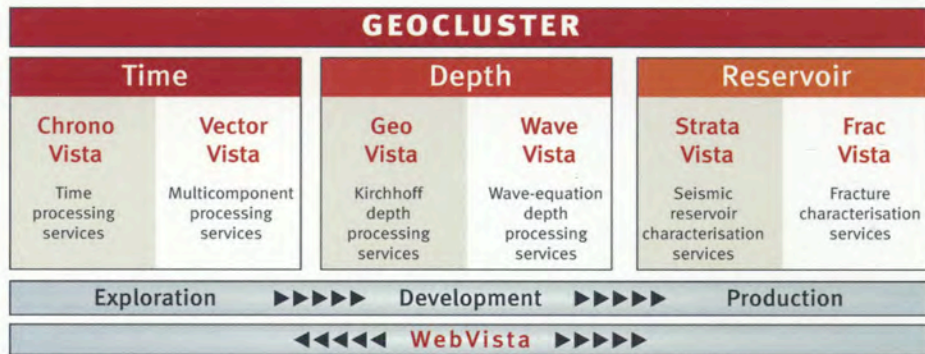 GEOCLUSTER
Time
Chrono
Vista
Time
processing
services
Vector
Vista
Multicomponent
processing
services
Depth
Geo
Vista
Kirchhoff
depth
processing
services
Wave
Vista
Wave-equation
depth
processing
services
Reservoir
Strata
Vista
Seismic
reservoir
characterisation
services
Frac
Vista
Fracture
characterisation
services
Exploration ►►►►► Development ►►►►► Production
◄◄◄◄◄ WebVista ►►►►►